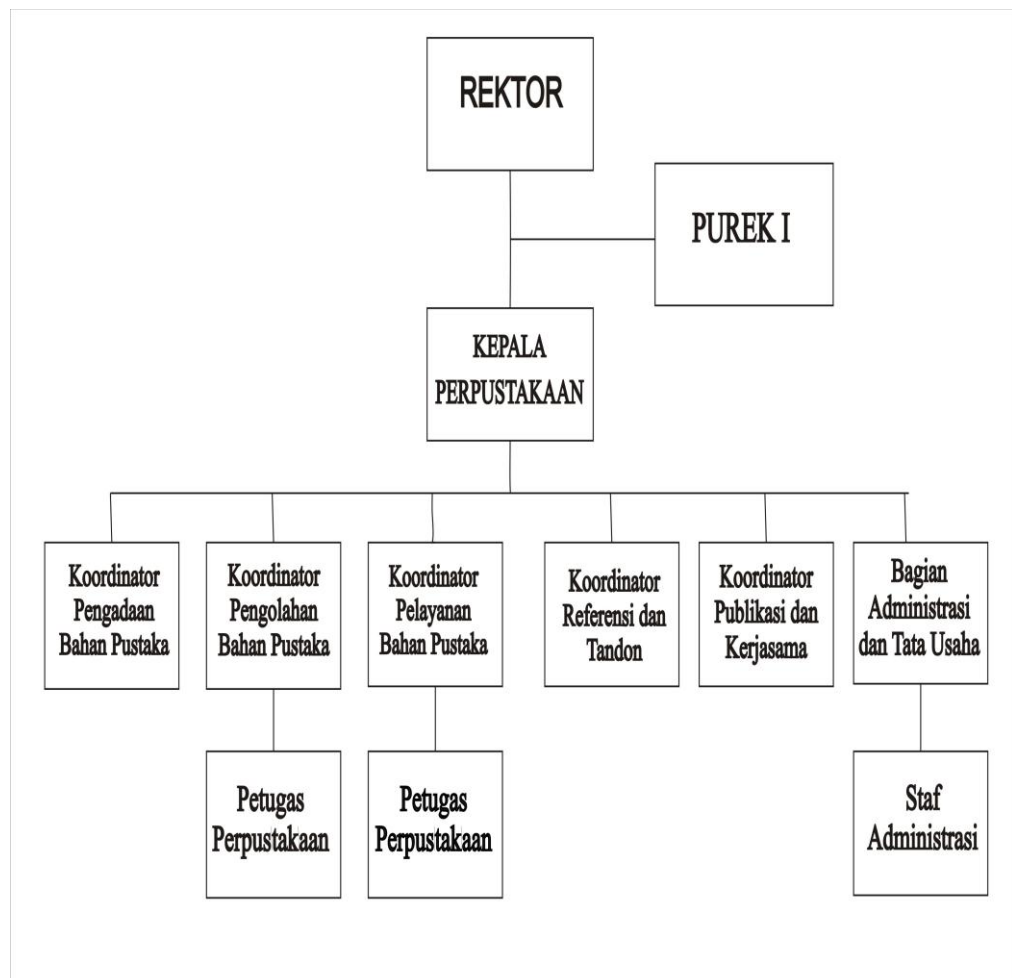 REKTOR
PUREK I
KEPALA
PERPUSTAKAAN
Koordinator
Pengadaan
Bahan Pustaka
Koordinator
Pengolahan
Bahan Pustaka
Koordinator
Pelayanan
Bahan Pustaka
Koordinator
Referensi dan
Tandon
Koordinator
Publikasi dan
Kerjasama
Bagian
Administrasi
dan Tata Usaha
Petugas
Perpustakaan
Petugas
Perpustakaan
Staf
Administrasi